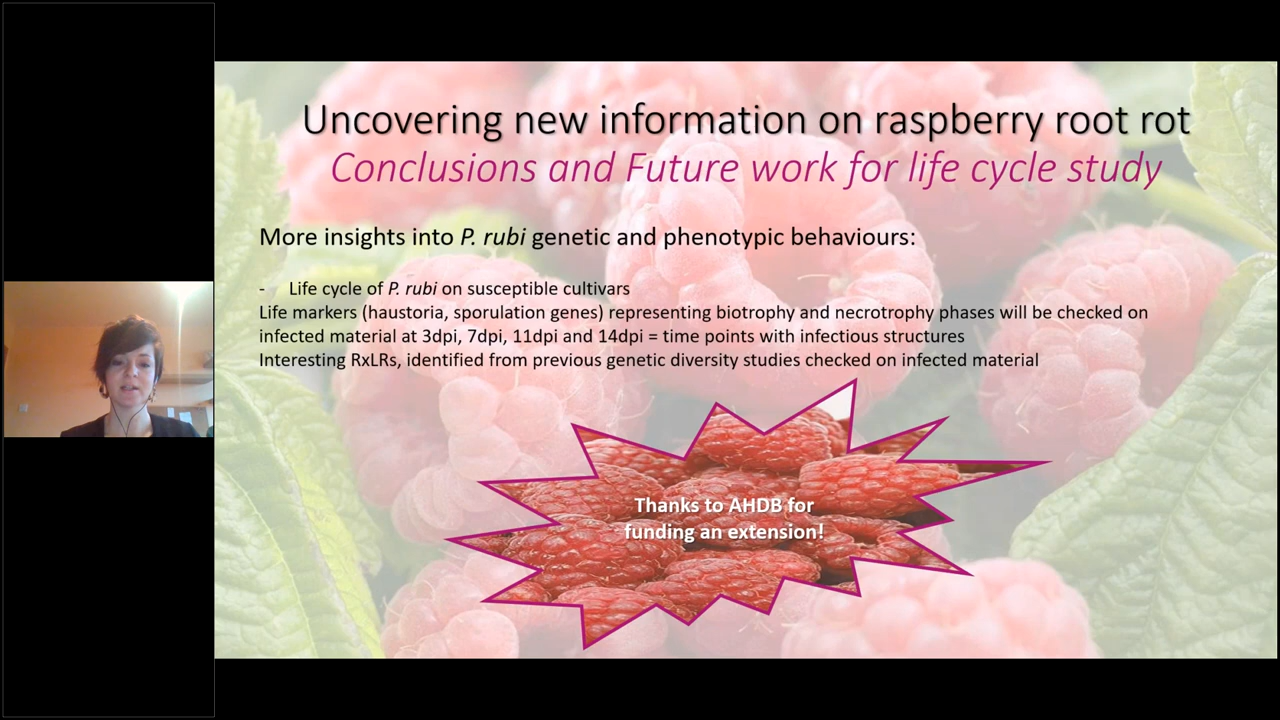 Uncovering new information on raspberry root rot
Conclusions and Future work for life cycle study
More insights into P. rubi genetic and phenotypic behaviours:
- Life cycle of P. rubi on susceptible cultivars
Life markers (haustoria, sporulation genes) representing biotrophy and necrotrophy phases will be checked on
infected material at 3dpi, 7dpi, 11dpi and 14dpi = time points with infectious structures
Interesting RxLRs, identified from previous genetic diversity studies checked on infected material
Thanks to AHDB for
funding an extension!